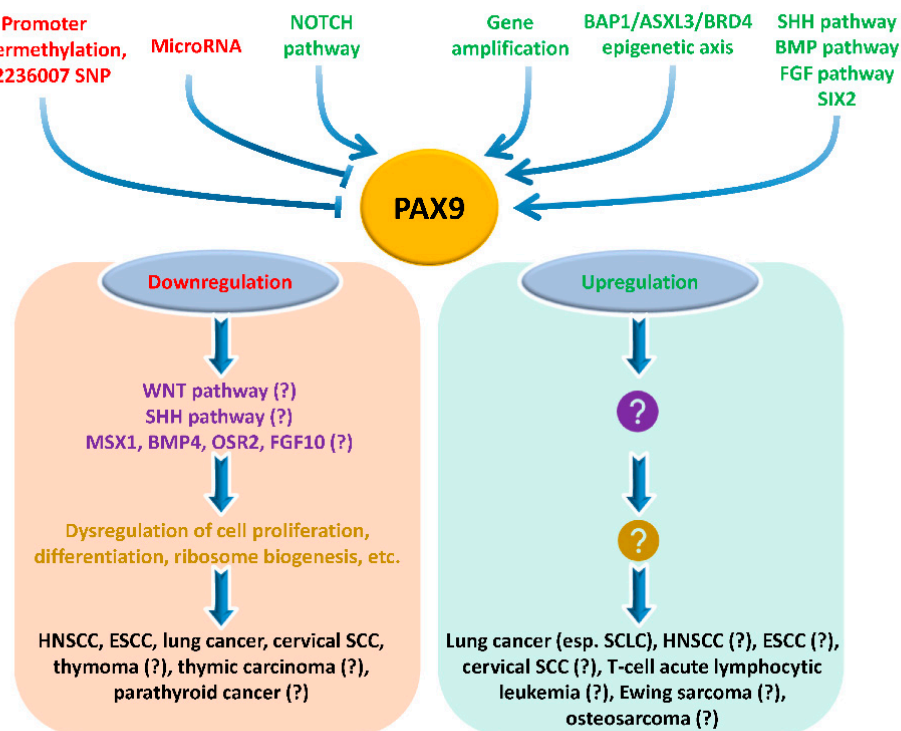 Promoter
ermethylation,
2236007 SNP
MicroRNA
NOTCH
pathway
Gene
amplification
BAP1/ASXL3/BRD4
epigenetic axis
SHH pathway
BMP pathway
FGF pathway
SIX2
PAX9
Downregulation
WNT pathway (?)
SHH pathway (?)
MSX1, BMP4, OSR2, FGF10 (?)
Dysregulation of cell proliferation,
differentiation, ribosome biogenesis, etc.
HNSCC, ESCC, lung cancer, cervical SCC,
thymoma (?), thymic carcinoma (?),
parathyroid cancer (?)
Upregulation
?
?
Lung cancer (esp. SCLC), HNSCC (?), ESCC (?),
cervical SCC (?), T-cell acute lymphocytic
leukemia (?), Ewing sarcoma (?),
osteosarcoma (?)